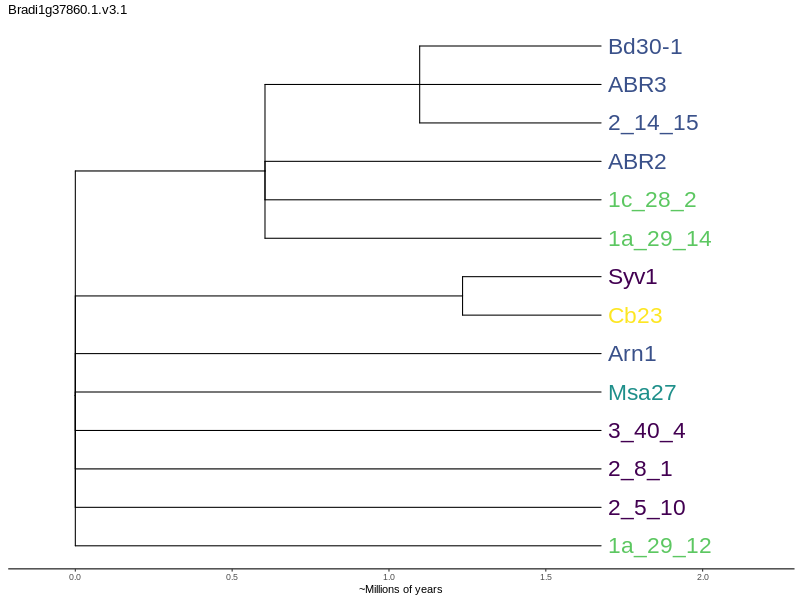 Bradi1g37860.1.v3.1
Bd30-1
ABR3
2_14_15
ABR2
1c_28_2
1a_29_14
Syv1
Cb23
Arn1
Msa27
3_40_4
2_8_1
2_5_10
1a_29_12
0.0 0.5 1.0 1.5 2.0
~Millions of years